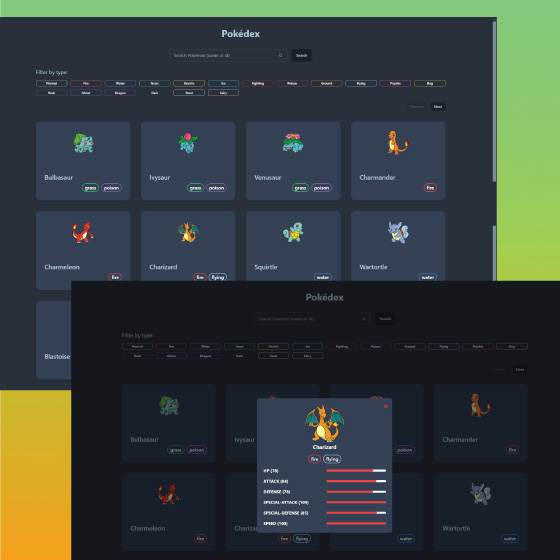 Pokédex
Search Pokemon (name or id) Search
Filter by type:
Normal Fire Water Grass Electric Ice Fighting Poison Ground Flying Psychic Bug
Rock Ghost Dragon Dark Steel Fairy
Previous Next
Bulbasaur Ivysaur Venusaur Charmander
grass poison grass poison grass poison fire
Charmeleon Charizard Squirtle Wartortle
fire fire flying water water
Blastoise
Pokédex
Search Pokemon (name or id) Search
Filter by type:
Normal Fire Water Grass Electric Ice Fighting Poison Ground Flying Psychic Bug
Rock Ghost Dragon Dark Steel Fairy
Next
Bulbasaur Ivysaur Charmander
grass poison poison fire
Charizard
fire flying
HP (78)
ATTACK (84)
DEFENSE (78)
SPECIAL-ATTACK (109)
SPECIAL-DEFENSE (85)
SPEED (100)
Charmeleon Chariza Wartortle
fire fire flying water water